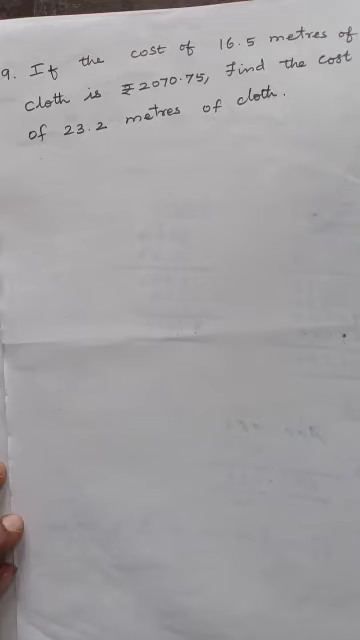 9. If the cost of 16.5 metres of
cloth is ₹2070.75, find the cost
of 23.2 metres of cloth.